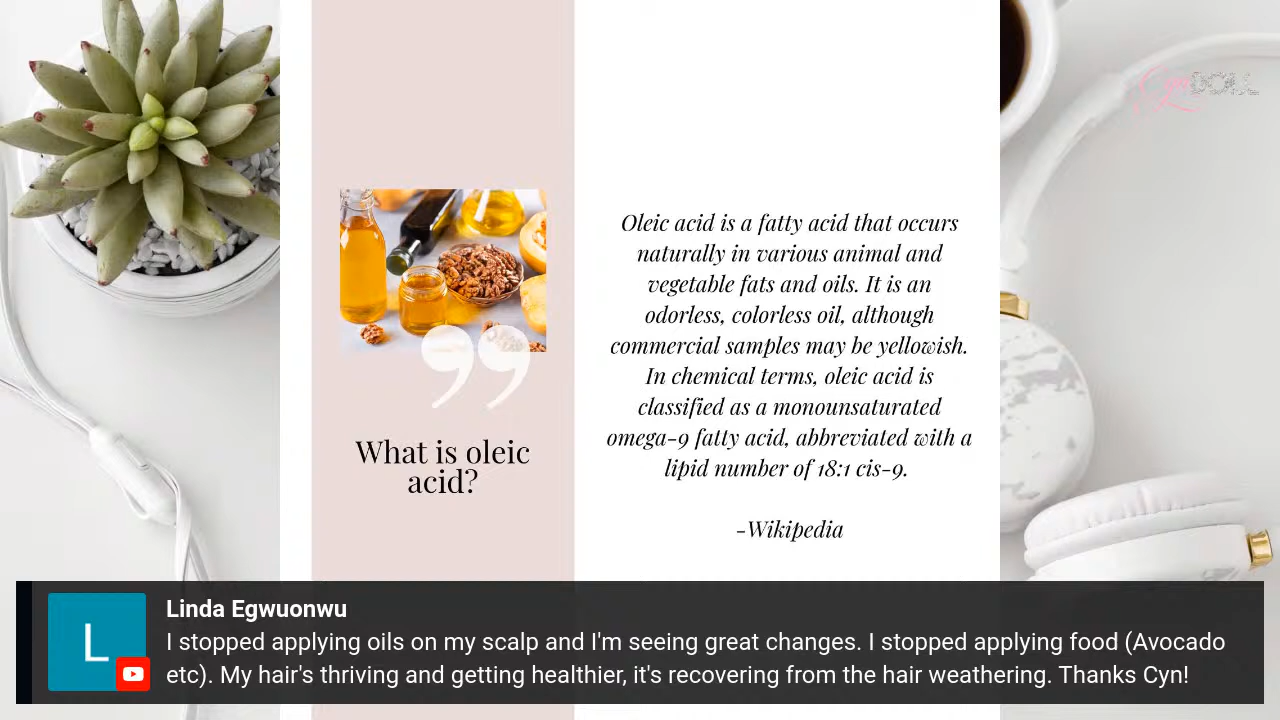 CynDOLL
What is oleic
acid?
Oleic acid is a fatty acid that occurs
naturally in various animal and
vegetable fats and oils. It is an
odorless, colorless oil, although
commercial samples may be yellowish.
In chemical terms, oleic acid is
classified as a monounsaturated
omega-9 fatty acid, abbreviated with a
lipid number of 18:1 cis-9.
-Wikipedia
L
Linda Egwuonwu
I stopped applying oils on my scalp and I'm seeing great changes. I stopped applying food (Avocado
etc). My hair's thriving and getting healthier, it's recovering from the hair weathering. Thanks Cyn!